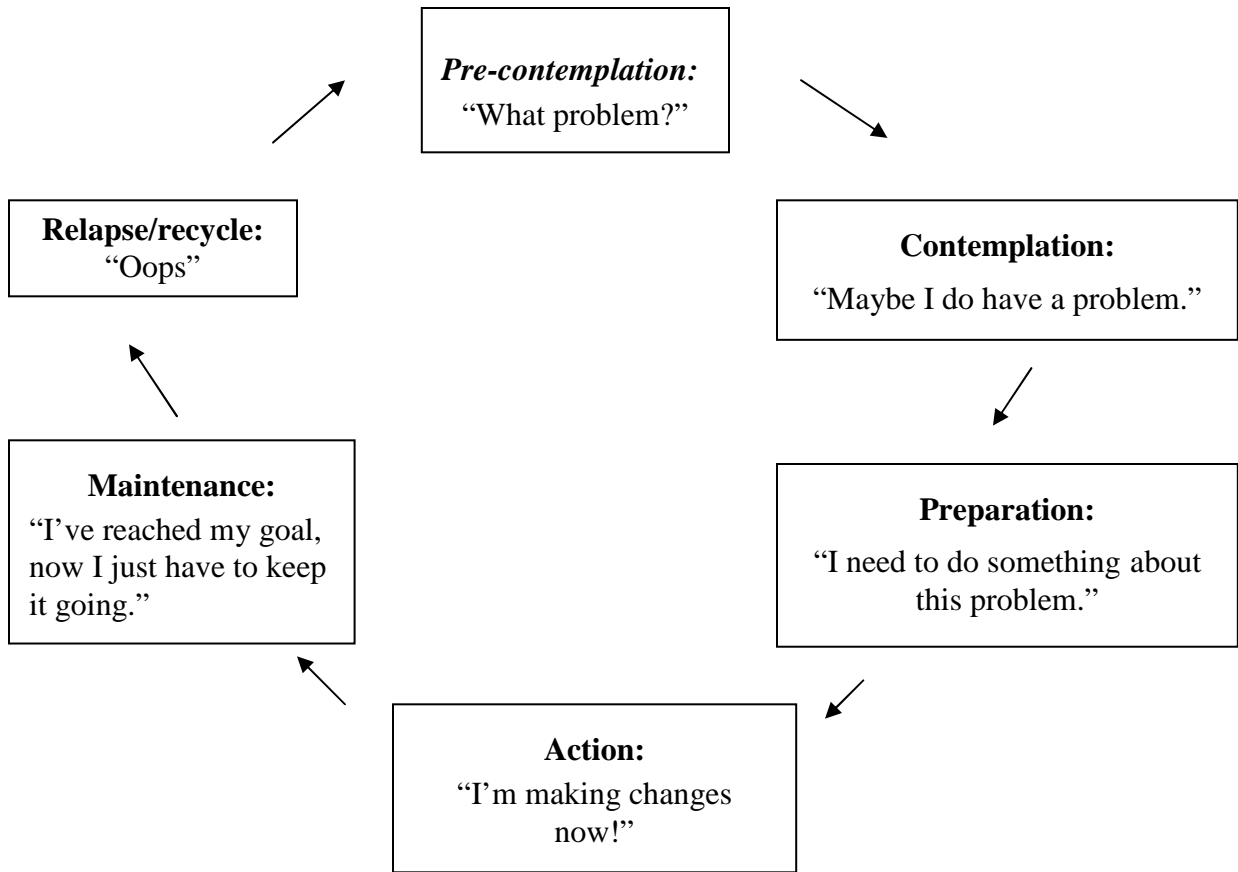 Pre-contemplation:
“What problem?”
Contemplation:
“Maybe I do have a problem.”
Preparation:
“I need to do something about
this problem.”
Action:
“I’m making changes
now!”
Maintenance:
“I’ve reached my goal,
now I just have to keep
it going.”
Relapse/recycle:
“Oops”